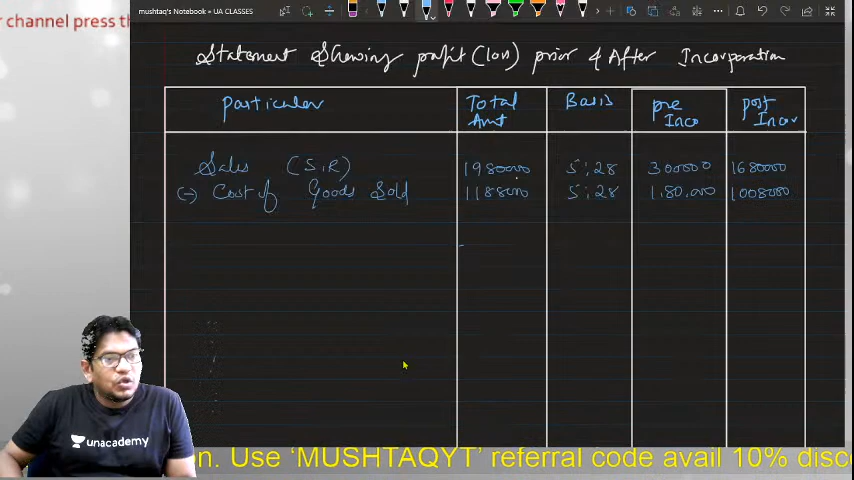 r channel press th
mushtaq's Notebook » UA CLASSES
Statement Showing profit (loss) prior & After Incorporation
Particular Total Amt Basis pre Inco post Incor
Sales (S.R) 1980000 5:28 300000 1680000
(-) Cost of Goods Sold 1188000 5:28 1,80,000 1008000
unacademy
n. Use ‘MUSHTAQYT’ referral code avail 10% disc